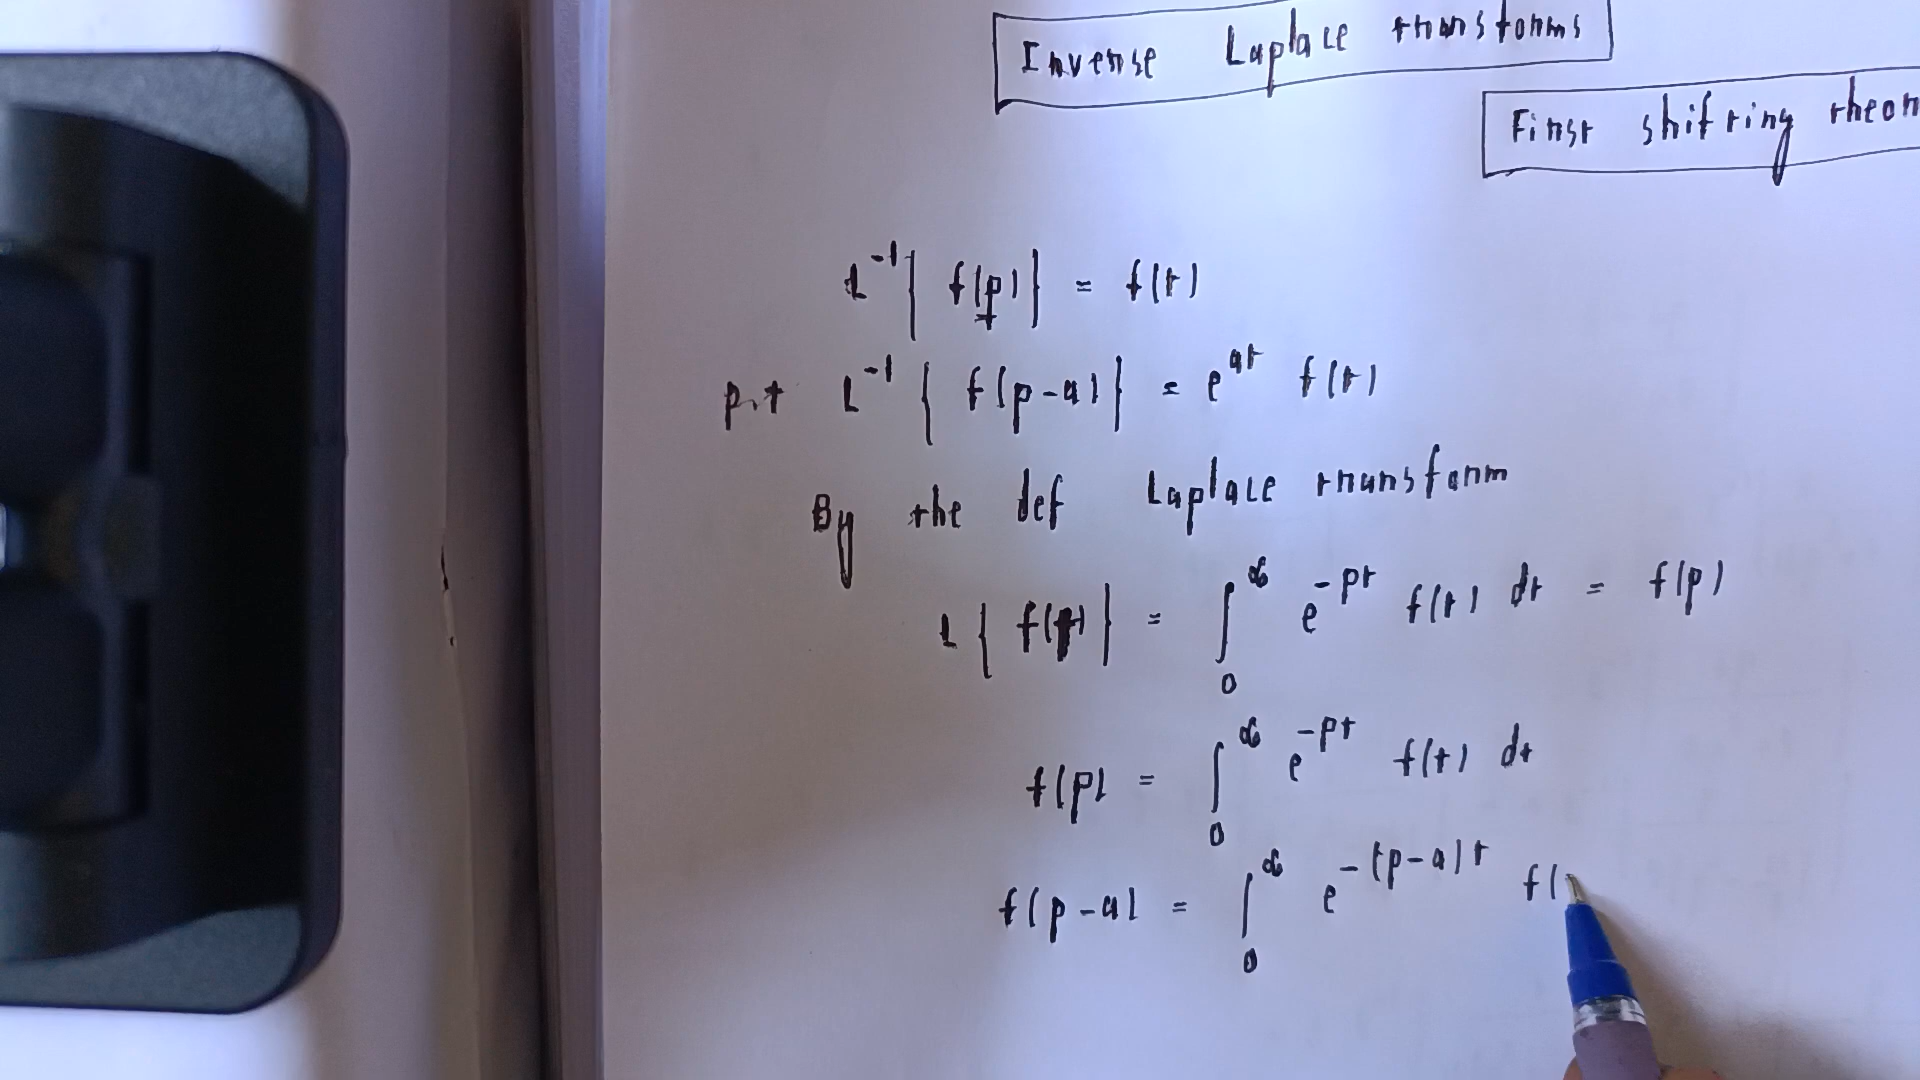 Inverse Laplace transforms
First shifting theor
L⁻¹{ f(p) } = f(t)
p.t L⁻¹{ f(p-a) } = e^at f(t)
By the def Laplace transform
L{ f(t) } = ∫₀^∞ e^-pt f(t) dt = f(p)
f(p) = ∫₀^∞ e^-pt f(t) dt
f(p-a) = ∫₀^∞ e^-(p-a)t f(